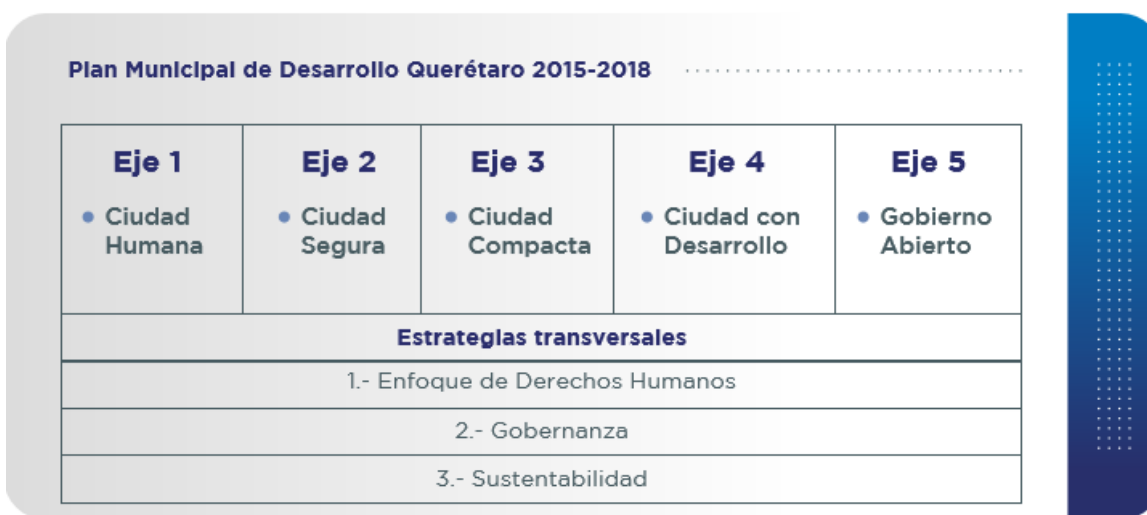 Plan Municipal de Desarrollo Querétaro 2015-2018
Eje 1
Ciudad
Humana
Eje 2
Ciudad
Segura
Eje 3
Ciudad
Compacta
Eje 4
Ciudad con
Desarrollo
Eje 5
Gobierno
Abierto
Estrategias transversales
1.- Enfoque de Derechos Humanos
2.- Gobernanza
3.- Sustentabilidad